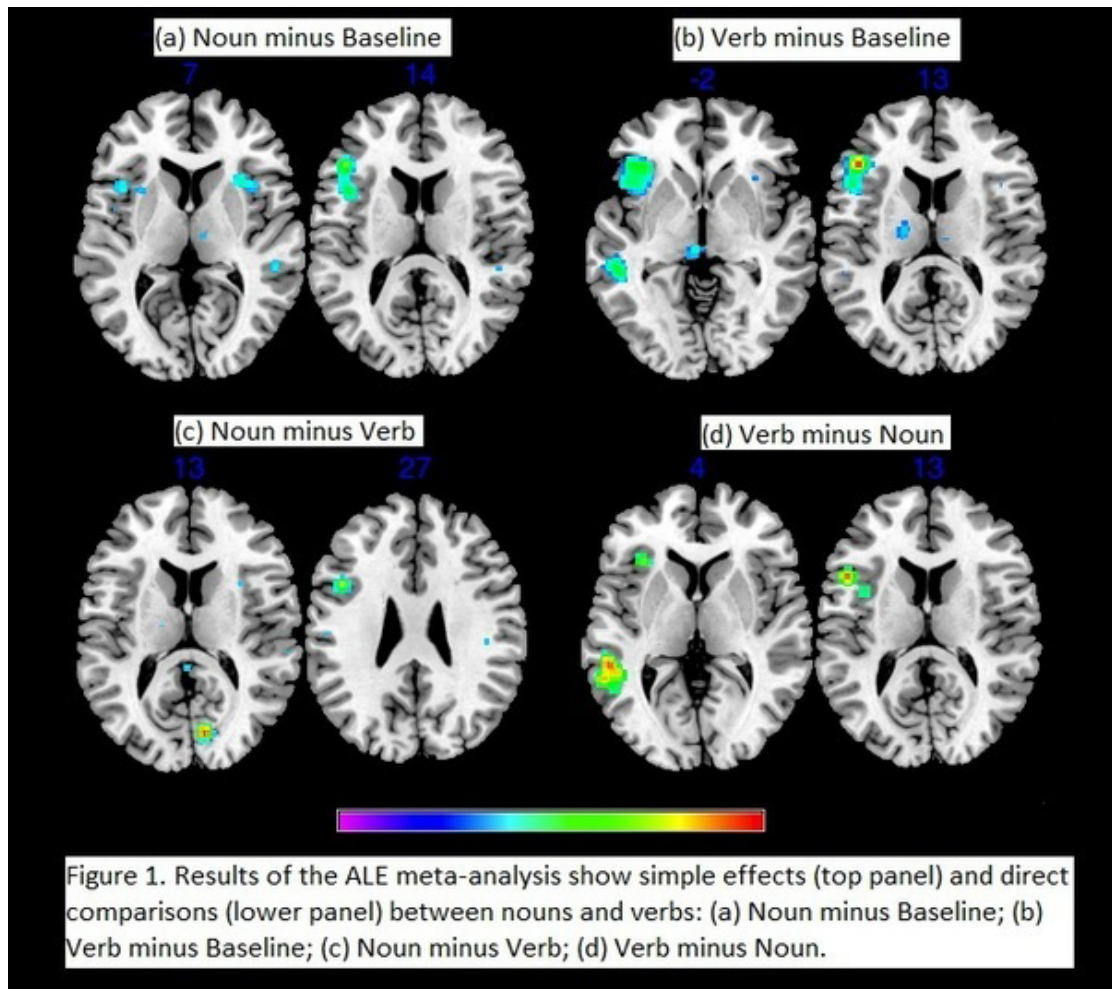 (a) Noun minus Baseline
(b) Verb minus Baseline
7
14
-2
13
(c) Noun minus Verb
(d) Verb minus Noun
13
27
4
13
Figure 1. Results of the ALE meta-analysis show simple effects (top panel) and direct
comparisons (lower panel) between nouns and verbs: (a) Noun minus Baseline; (b)
Verb minus Baseline; (c) Noun minus Verb; (d) Verb minus Noun.